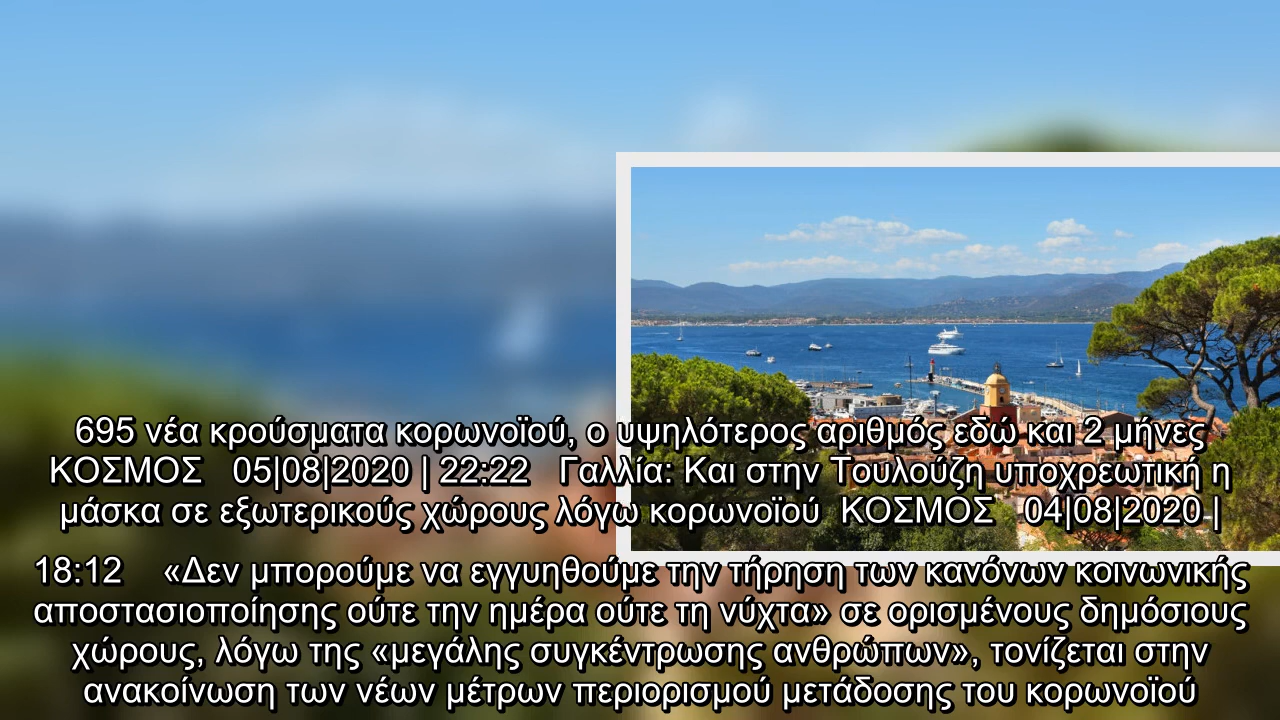 695 νέα κρούσματα κορωνοϊού, ο υψηλότερος αριθμός εδώ και 2 μήνες
ΚΟΣΜΟΣ 05|08|2020 | 22:22 Γαλλία: Και στην Τουλούζη υποχρεωτική η
μάσκα σε εξωτερικούς χώρους λόγω κορωνοϊού ΚΟΣΜΟΣ 04|08|2020 |
18:12 «Δεν μπορούμε να εγγυηθούμε την τήρηση των κανόνων κοινωνικής
αποστασιοποίησης ούτε την ημέρα ούτε τη νύχτα» σε ορισμένους δημόσιους
χώρους, λόγω της «μεγάλης συγκέντρωσης ανθρώπων», τονίζεται στην
ανακοίνωση των νέων μέτρων περιορισμού μετάδοσης του κορωνοϊού